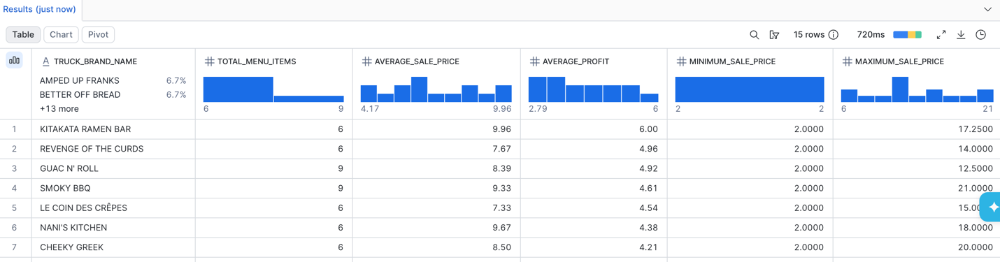 Results (just now)
Table Chart Pivot 15 rows 720ms
TRUCK_BRAND_NAME TOTAL_MENU_ITEMS AVERAGE_SALE_PRICE AVERAGE_PROFIT MINIMUM_SALE_PRICE MAXIMUM_SALE_PRICE
AMPED UP FRANKS 6.7%
BETTER OFF BREAD 6.7%
+13 more 6 9 4.17 9.96 2.79 6 2 2 6 21
1 KITAKATA RAMEN BAR 6 9.96 6.00 2.0000 17.2500
2 REVENGE OF THE CURDS 6 7.67 4.96 2.0000 14.0000
3 GUAC N' ROLL 9 8.39 4.92 2.0000 12.5000
4 SMOKY BBQ 9 9.33 4.61 2.0000 21.0000
5 LE COIN DES CRÊPES 6 7.33 4.54 2.0000
6 NANI'S KITCHEN 6 9.67 4.38 2.0000 18.0000
7 CHEEKY GREEK 6 8.50 4.21 2.0000 20.0000